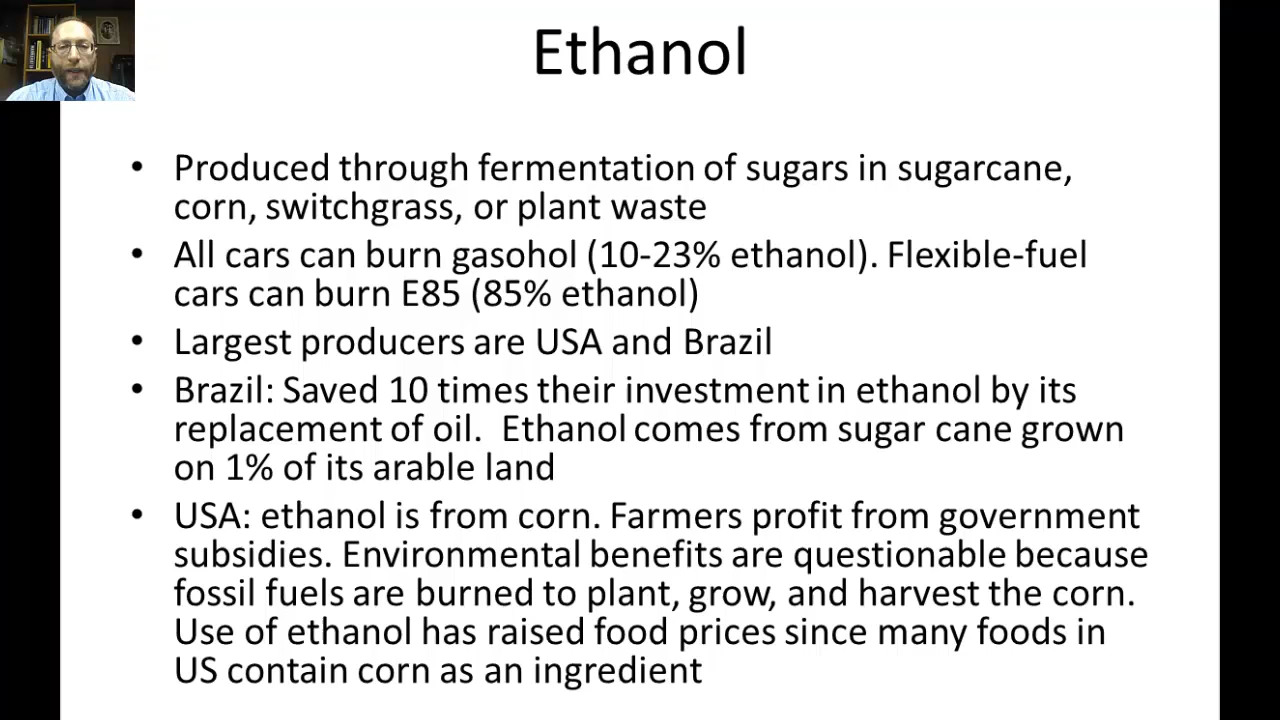 Ethanol
• Produced through fermentation of sugars in sugarcane,
corn, switchgrass, or plant waste
• All cars can burn gasohol (10-23% ethanol). Flexible-fuel
cars can burn E85 (85% ethanol)
• Largest producers are USA and Brazil
• Brazil: Saved 10 times their investment in ethanol by its
replacement of oil.  Ethanol comes from sugar cane grown
on 1% of its arable land
• USA: ethanol is from corn. Farmers profit from government
subsidies. Environmental benefits are questionable because
fossil fuels are burned to plant, grow, and harvest the corn.
Use of ethanol has raised food prices since many foods in
US contain corn as an ingredient